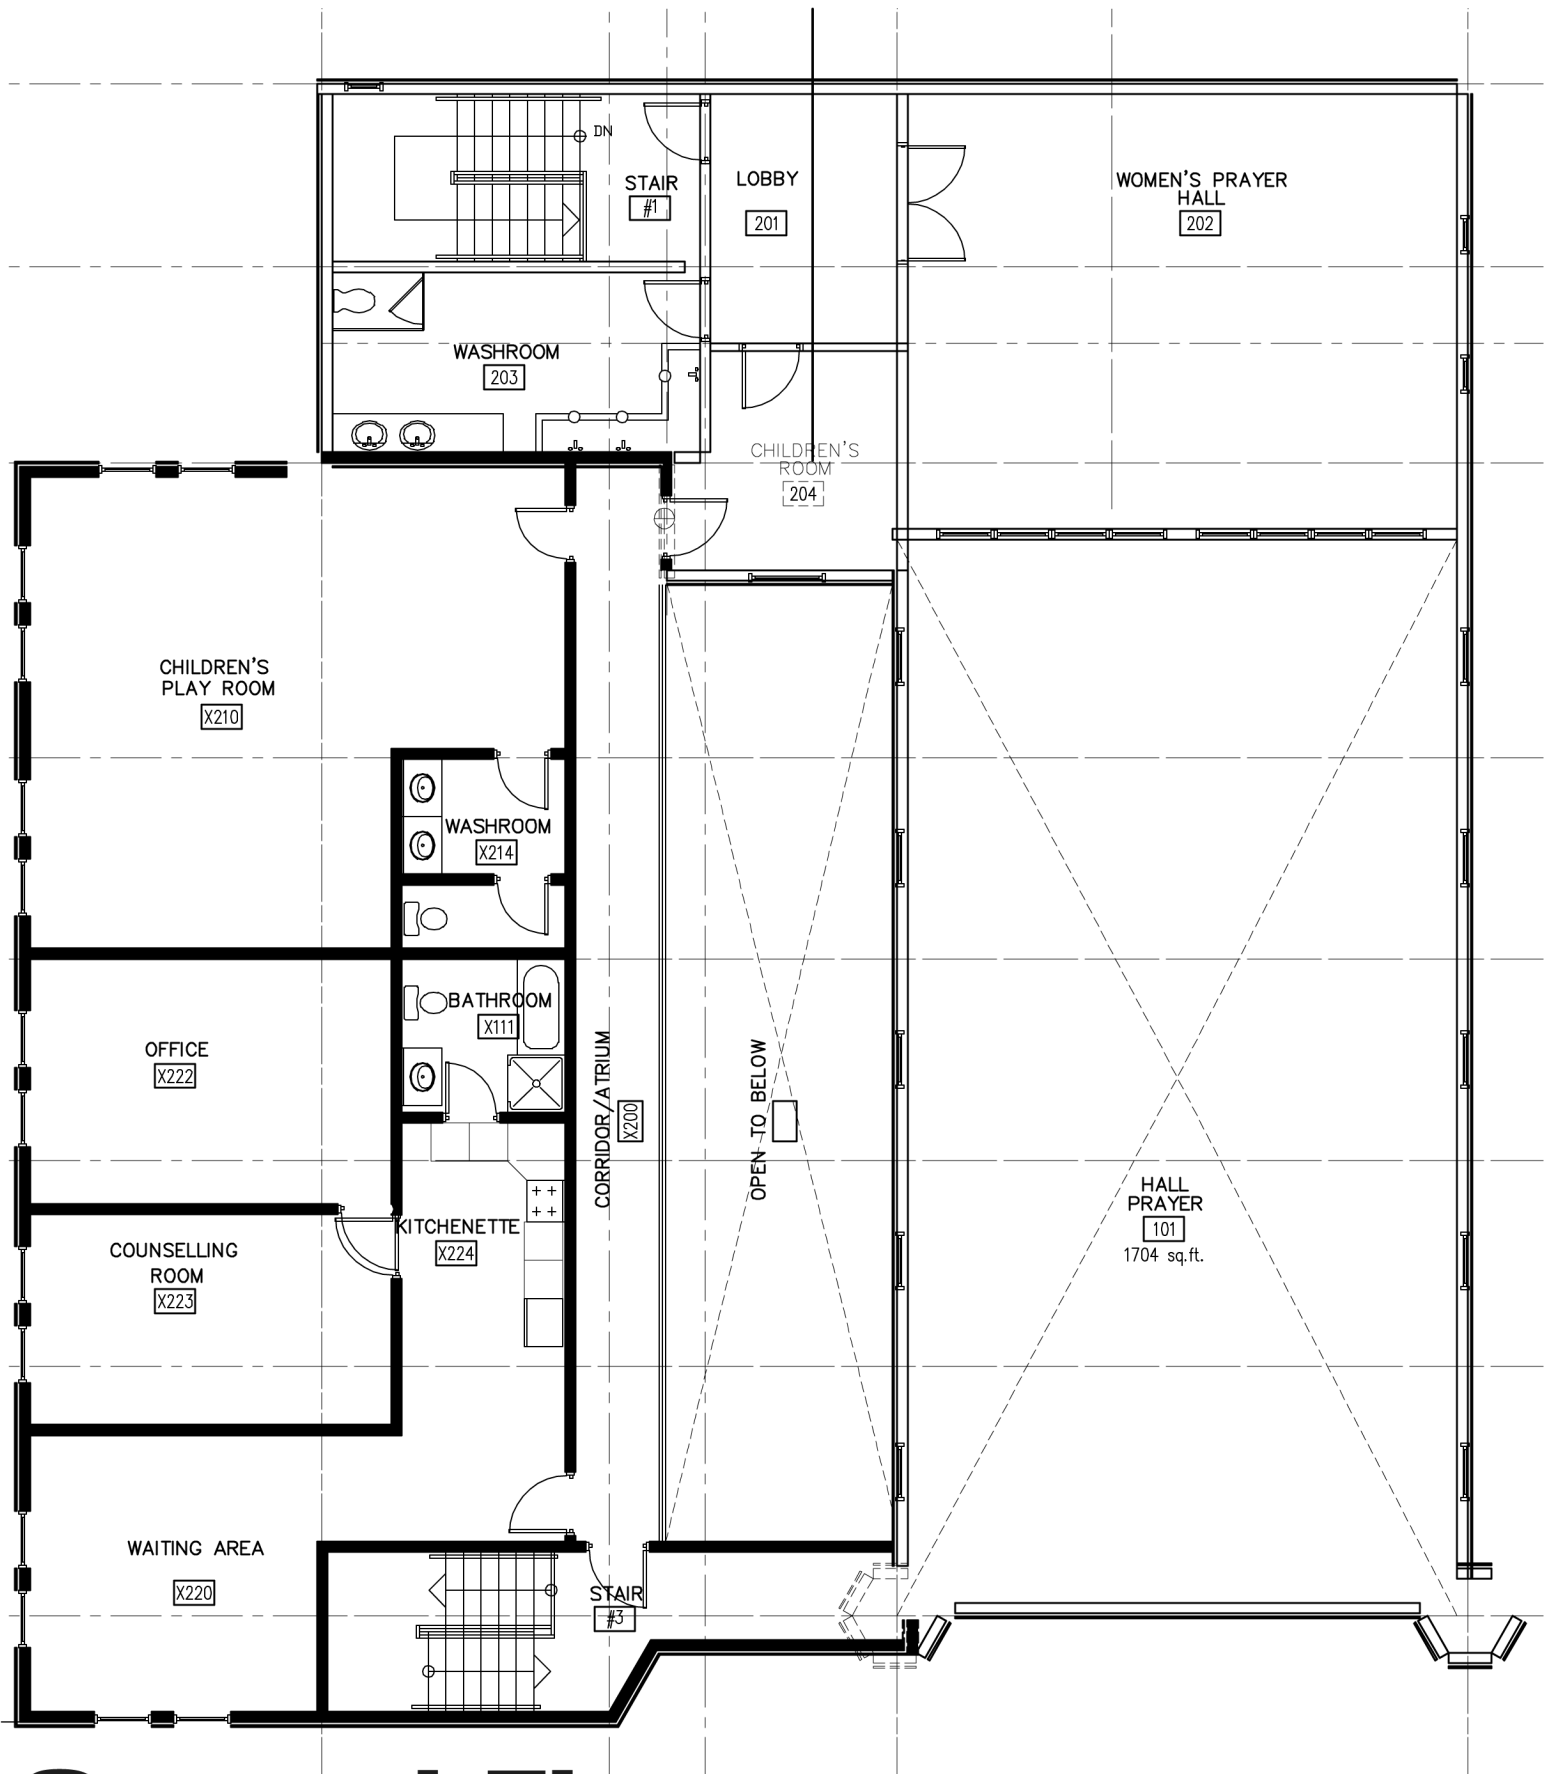 DN
STAIR
#1
LOBBY
201
WOMEN'S PRAYER
HALL
202
WASHROOM
203
CHILDREN'S
ROOM
204
CHILDREN'S
PLAY ROOM
X210
WASHROOM
X214
BATHROOM
X111
OFFICE
X222
CORRIDOR/ATRIUM
X200
OPEN TO BELOW
HALL
PRAYER
101
1704 sq.ft.
KITCHENETTE
X224
COUNSELLING
ROOM
X223
WAITING AREA
X220
STAIR
#3